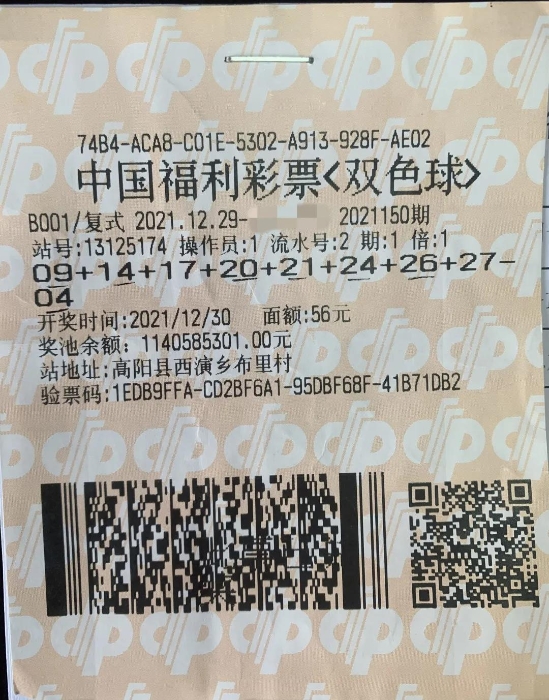 74B4-ACA8-C01E-5302-A913-928F-AE02
中国福利彩票<双色球>
B001/复式 2021.12.29- 2021150期
站号:13125174 操作员:1 流水号:2 期:1 倍:1
09+14+17+20+21+24+26+27-
04
开奖时间:2021/12/30 面额:56元
奖池余额: 1140585301.00元
站地址:高阳县西演乡布里村
验票码:1EDB9FFA-CD2BF6A1-95DBF68F-41B71DB2